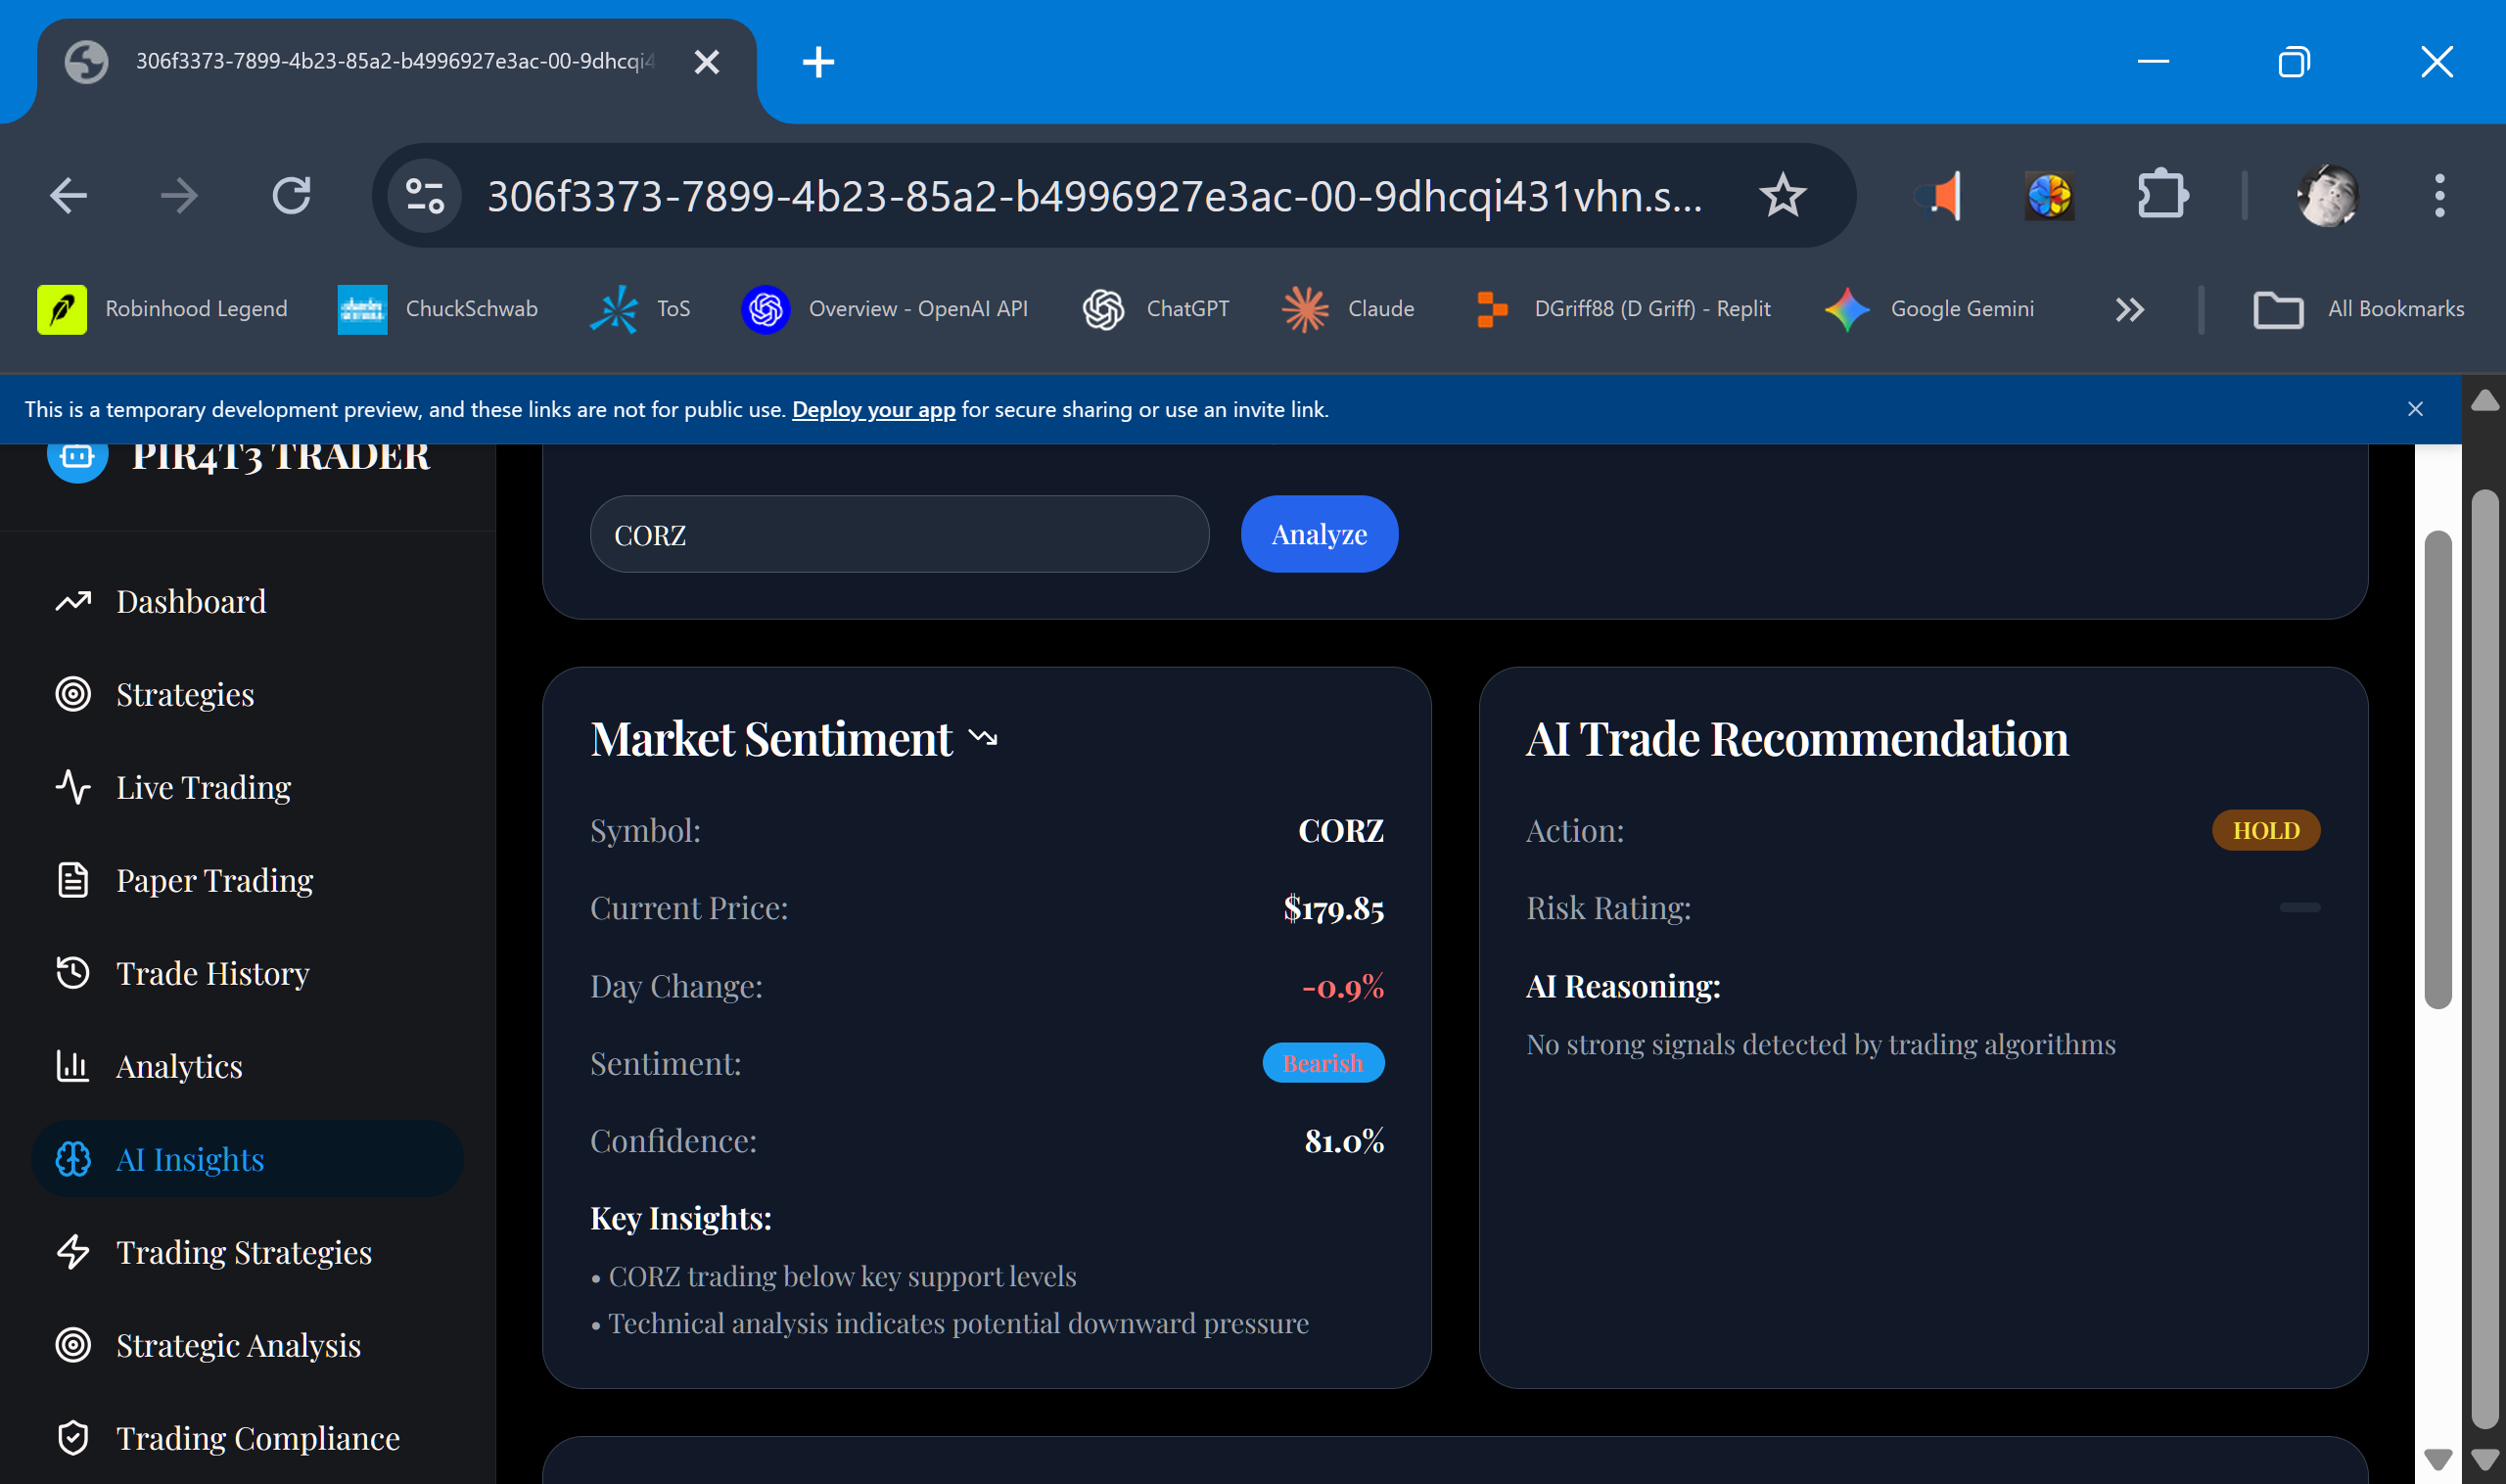 306f3373-7899-4b23-85a2-b4996927e3ac-00-9dhcqi4
306f3373-7899-4b23-85a2-b4996927e3ac-00-9dhcqi431vhn.s...
Robinhood Legend
ChuckSchwab
ToS
Overview - OpenAI API
ChatGPT
Claude
DGriff88 (D Griff) - Replit
Google Gemini
All Bookmarks
This is a temporary development preview, and these links are not for public use. Deploy your app for secure sharing or use an invite link.
PIR4T3 TRADER
Dashboard
Strategies
Live Trading
Paper Trading
Trade History
Analytics
AI Insights
Trading Strategies
Strategic Analysis
Trading Compliance
CORZ
Analyze
Market Sentiment
Symbol: CORZ
Current Price: $179.85
Day Change: -0.9%
Sentiment: Bearish
Confidence: 81.0%
Key Insights:
• CORZ trading below key support levels
• Technical analysis indicates potential downward pressure
AI Trade Recommendation
Action: HOLD
Risk Rating:
AI Reasoning:
No strong signals detected by trading algorithms